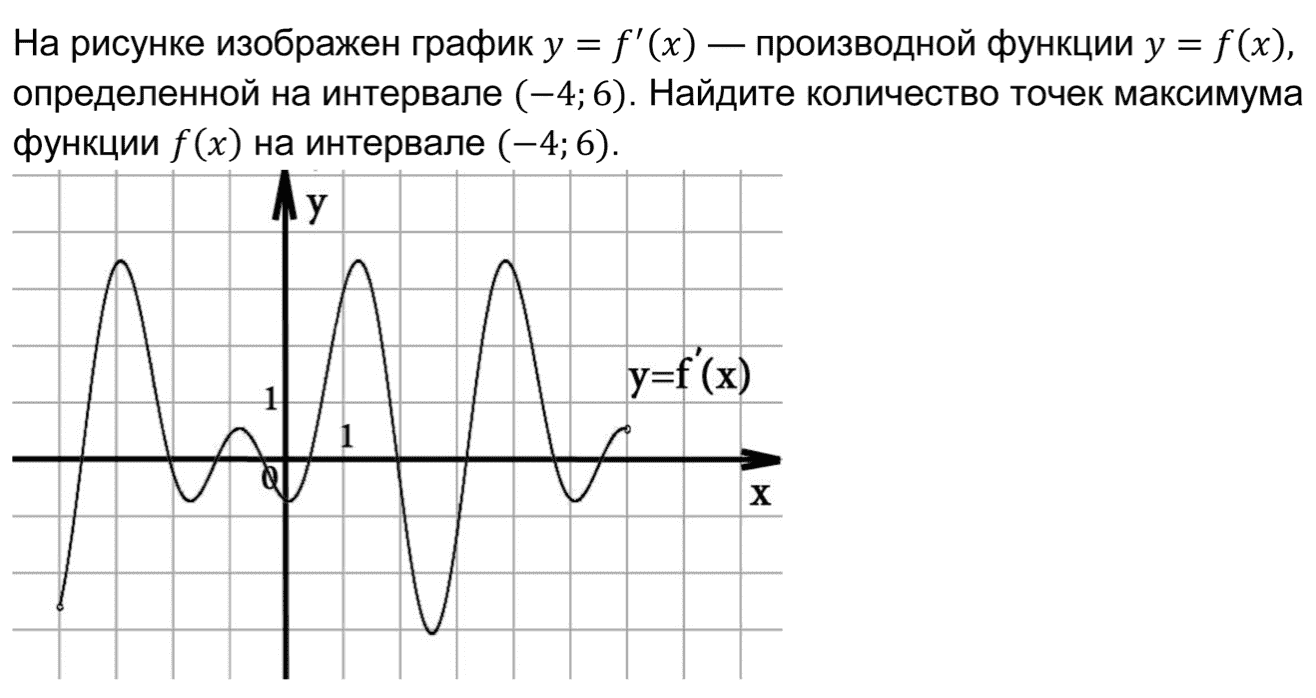 На рисунке изображен график y = f′(x) — производной функции y = f(x),
определенной на интервале (−4; 6). Найдите количество точек максимума
функции f(x) на интервале (−4; 6).
y
y=f′(x)
1
1
0
x